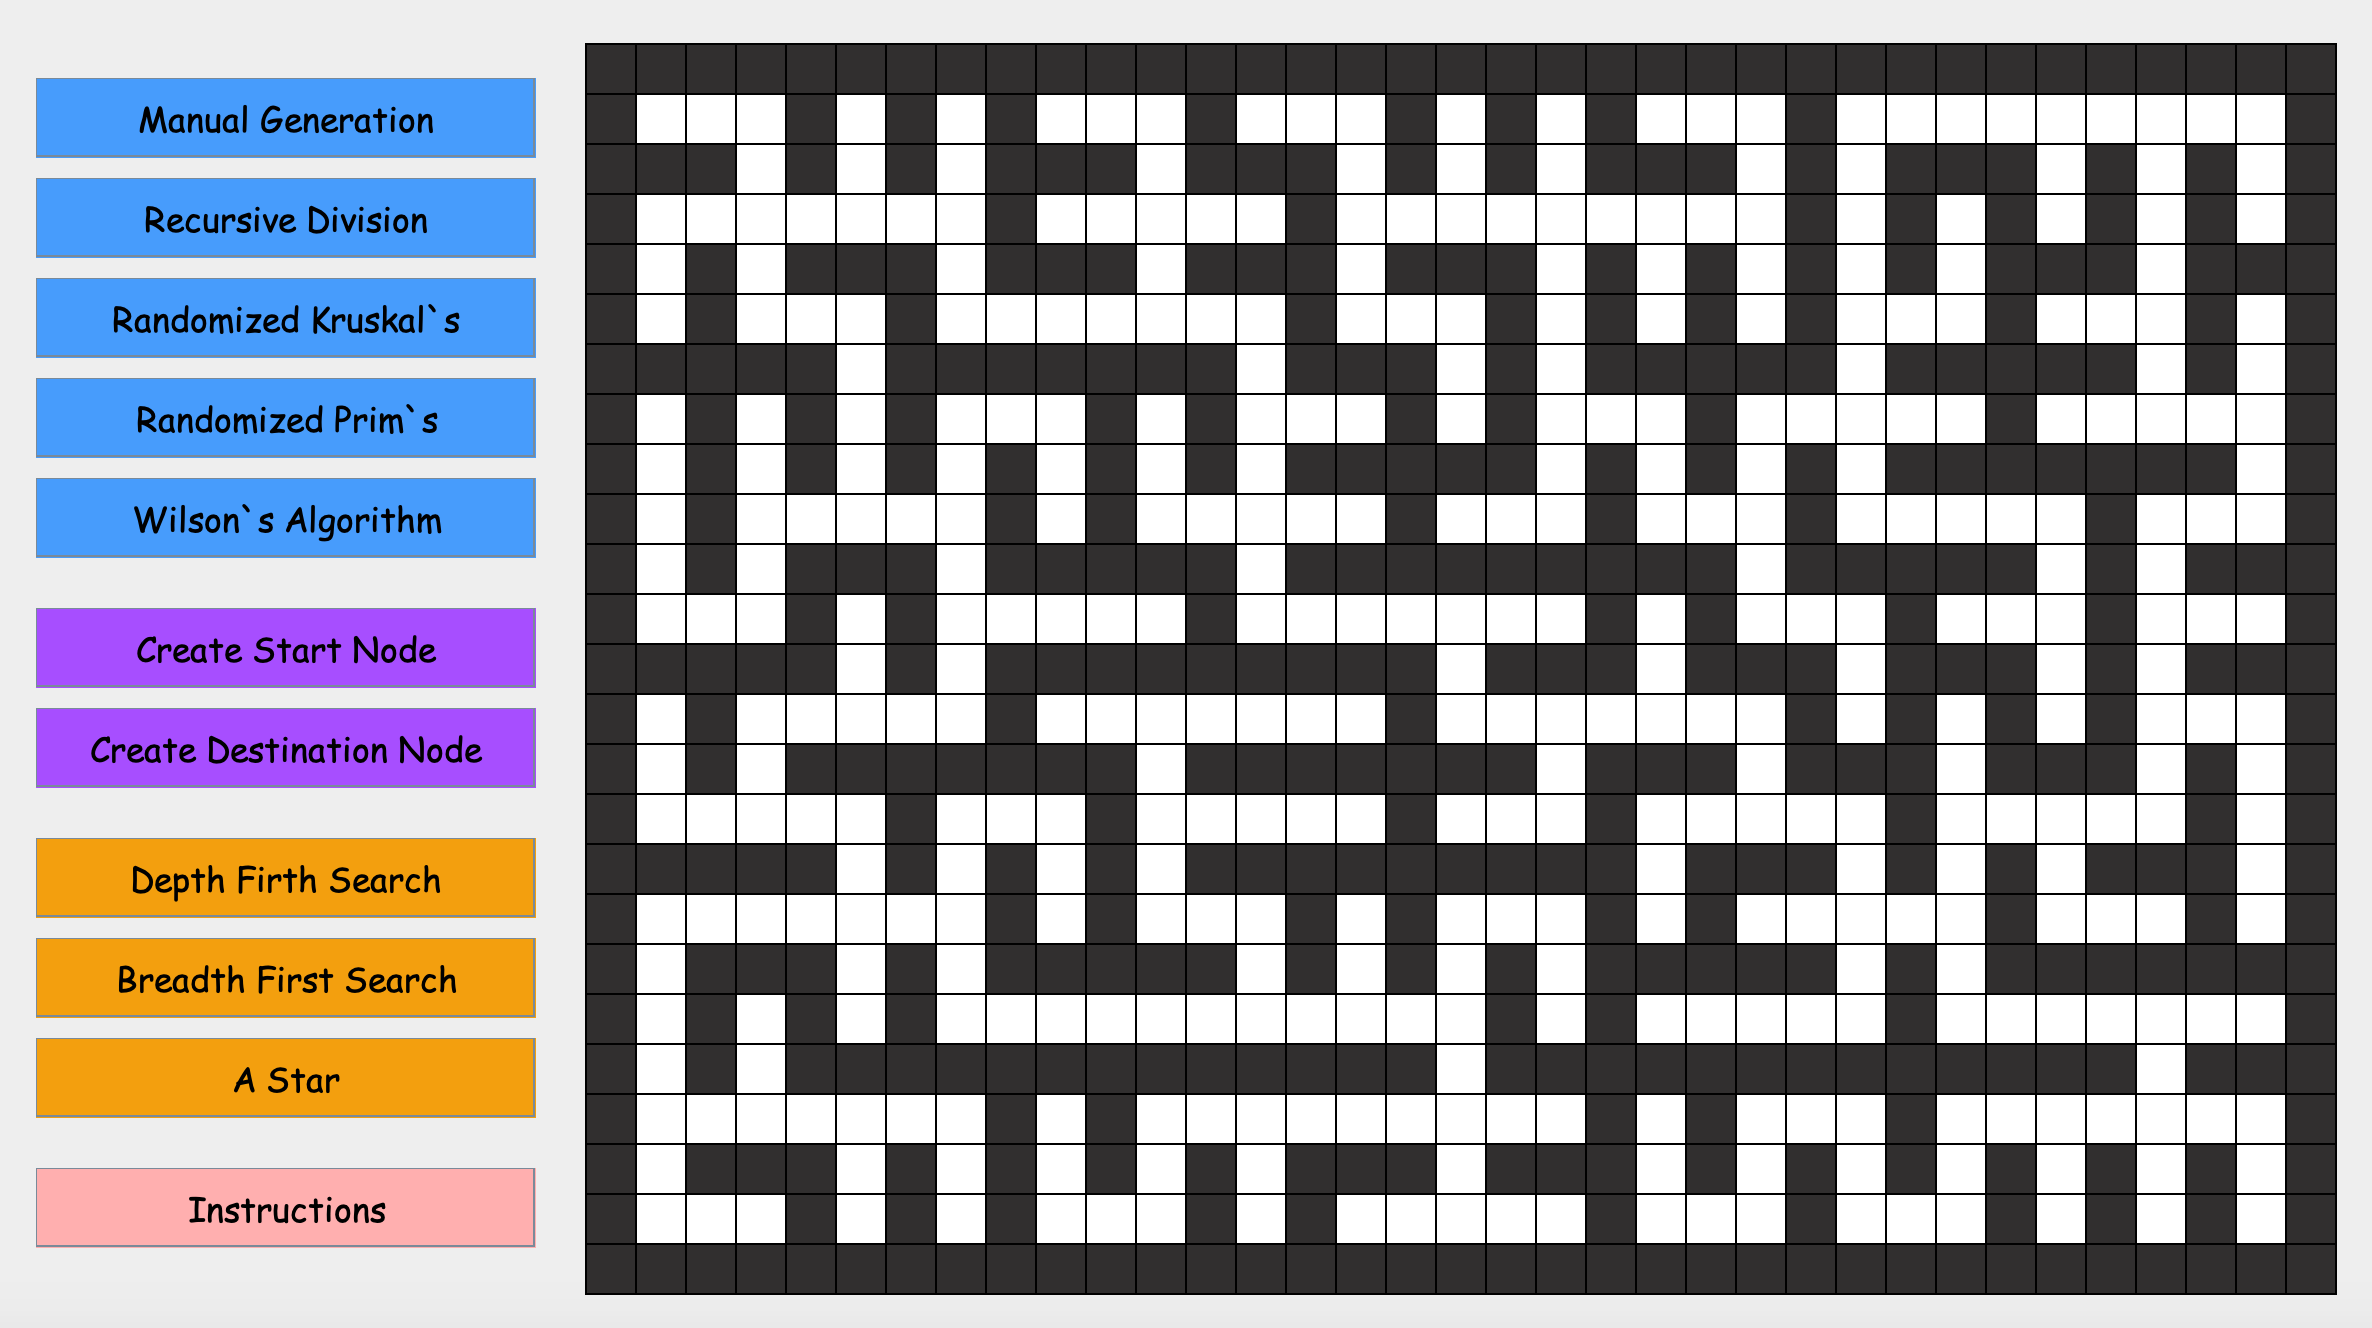 Manual Generation
Recursive Division
Randomized Kruskal`s
Randomized Prim`s
Wilson`s Algorithm
Create Start Node
Create Destination Node
Depth Firth Search
Breadth First Search
A Star
Instructions